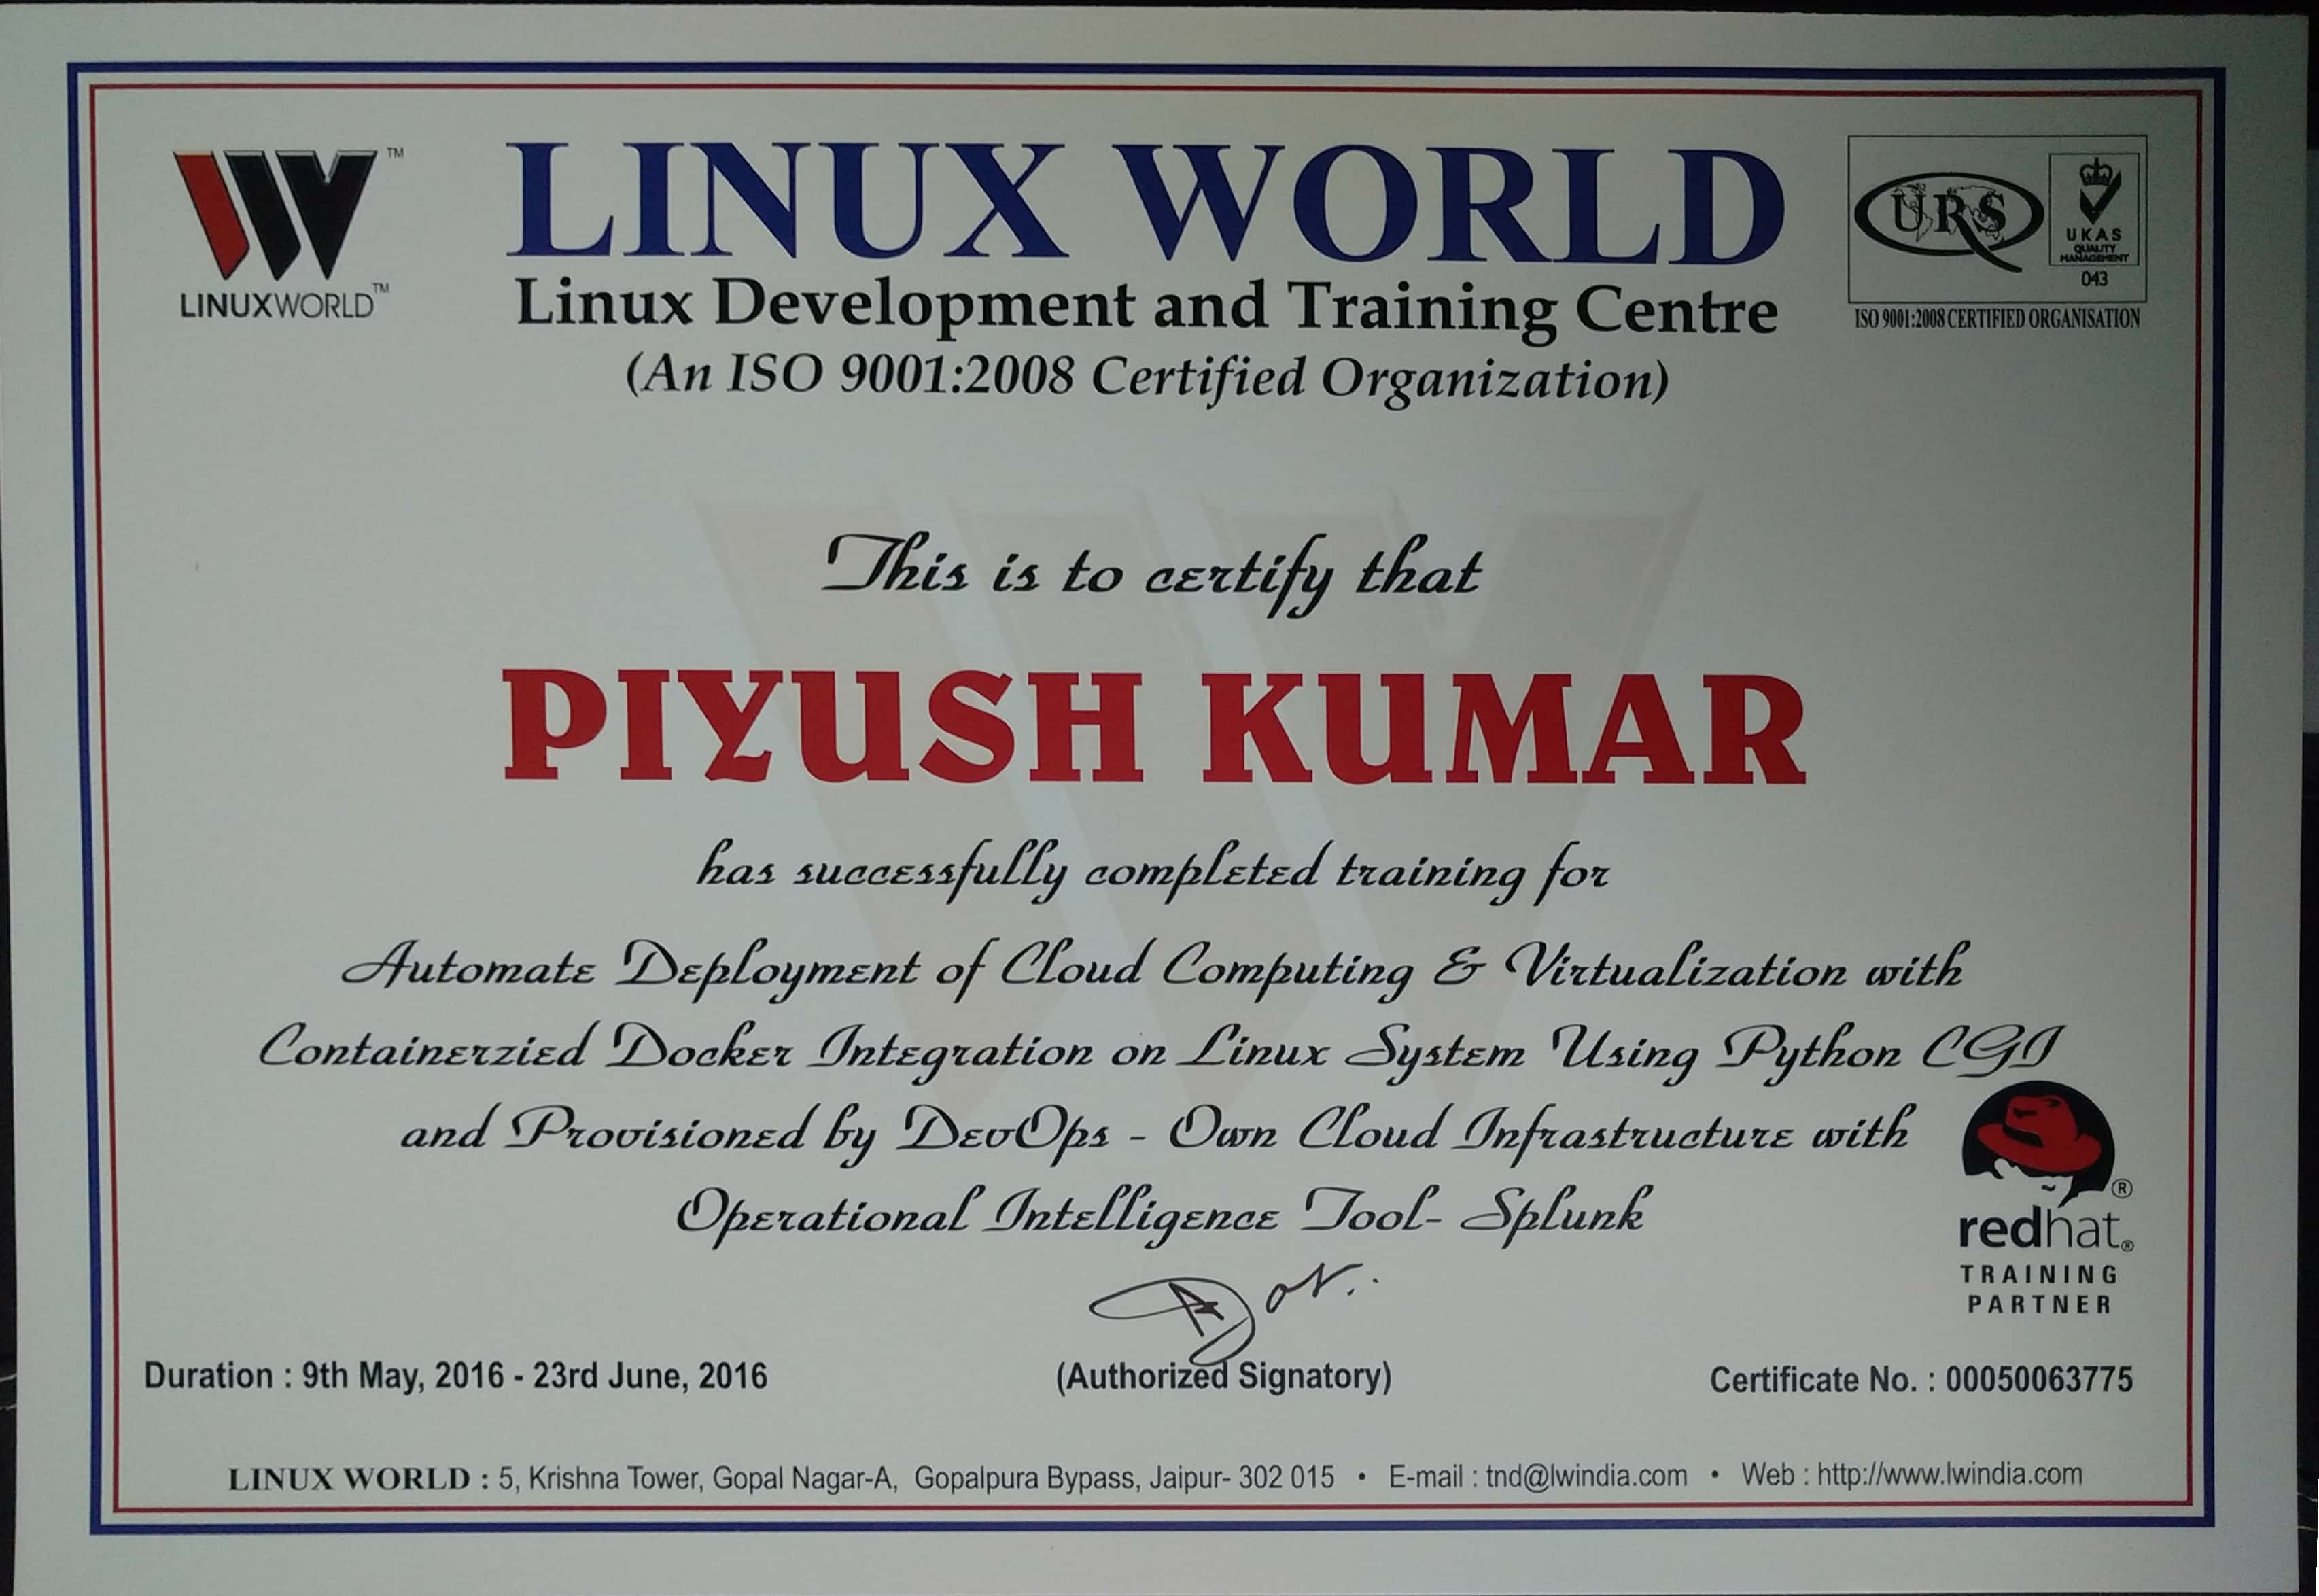 TM
LINUXWORLD™
LINUX WORLD
Linux Development and Training Centre
(An ISO 9001:2008 Certified Organization)
URS
UKAS
QUALITY
MANAGEMENT
043
ISO 9001:2008 CERTIFIED ORGANISATION
This is to certify that
PIYUSH KUMAR
has successfully completed training for
Automate Deployment of Cloud Computing & Virtualization with
Containerzied Docker Integration on Linux System Using Python CGI
and Provisioned by DevOps - Own Cloud Infrastructure with
Operational Intelligence Tool- Splunk
®
redhat®
TRAINING
PARTNER
Duration : 9th May, 2016 - 23rd June, 2016
(Authorized Signatory)
Certificate No. : 00050063775
LINUX WORLD : 5, Krishna Tower, Gopal Nagar-A, Gopalpura Bypass, Jaipur- 302 015 • E-mail : tnd@lwindia.com • Web : http://www.lwindia.com